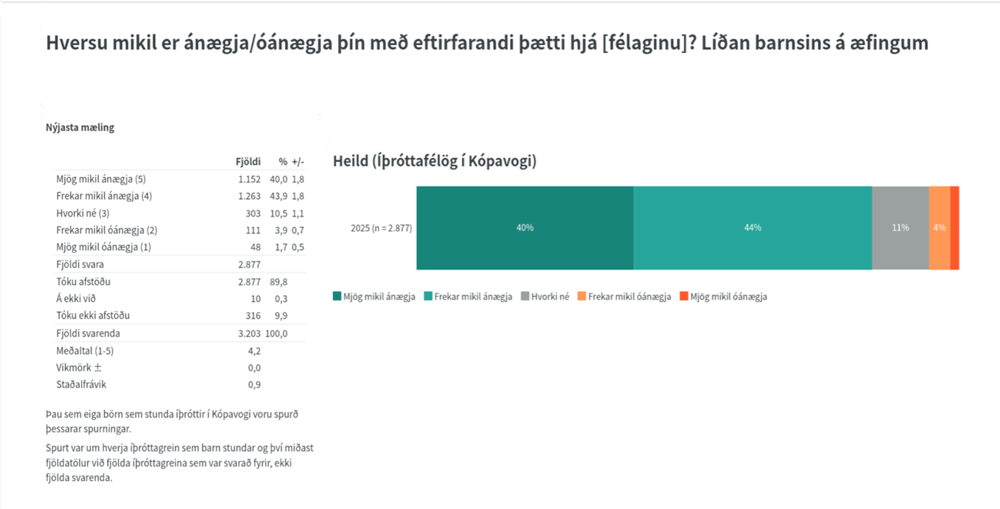 Hversu mikil er ánægja/óánægja þín með eftirfarandi þætti hjá [félaginu]? Líðan barnsins á æfingum
Nýjasta mæling
Fjöldi % +/-
Mjög mikil ánægja (5) 1.152 40,0 1,8
Frekar mikil ánægja (4) 1.263 43,9 1,8
Hvorki né (3) 303 10,5 1,1
Frekar mikil óánægja (2) 111 3,9 0,7
Mjög mikil óánægja (1) 48 1,7 0,5
Fjöldi svara 2.877
Tóku afstöðu 2.877 89,8
Á ekki við 10 0,3
Tóku ekki afstöðu 316 9,9
Fjöldi svarenda 3.203 100,0
Meðaltal (1-5) 4,2
Vikmörk ± 0,0
Staðalfrávik 0,9
Þau sem eiga börn sem stunda íþróttir í Kópavogi voru spurð
þessarar spurningar.
Spurt var um hverja íþróttagrein sem barn stundar og því miðast
fjöldatölur við fjölda íþróttagreina sem var svarað fyrir, ekki
fjölda svarenda.
Heild (Íþróttafélög í Kópavogi)
2025 (n = 2.877) 40% 44% 11% 4%
Mjög mikil ánægja Frekar mikil ánægja Hvorki né Frekar mikil óánægja Mjög mikil óánægja